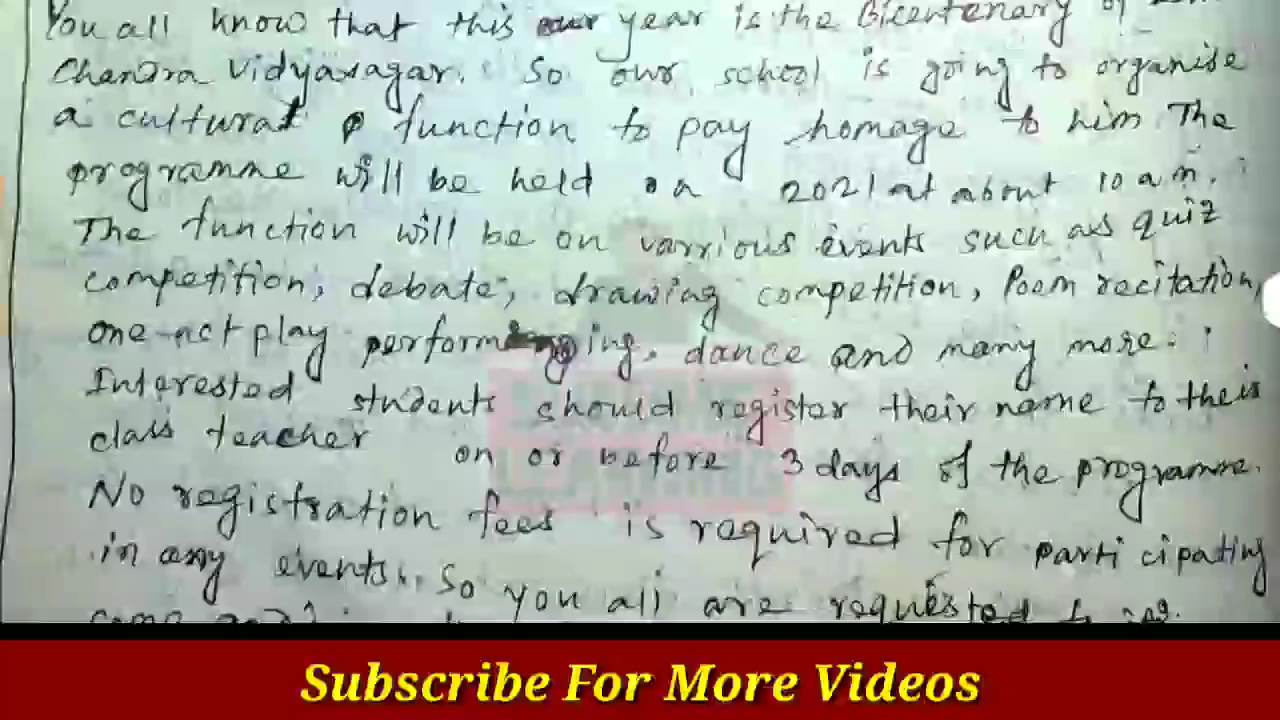 You all know that this year is the Bicentenary of
Chandra Vidyasagar. So our school is going to organise
a cultural function to pay homage to him. The
programme will be held on 2021 at about 10 a.m.
The function will be on varrious events such as quiz
competition, debate, drawing competition, Poem recitation,
one-act play performing, dance and many more.
Interested students should register their name to their
class teacher on or before 3 days of the programme.
No registration fees is required for participating
in any events. So you all are requested to
Subscribe For More Videos